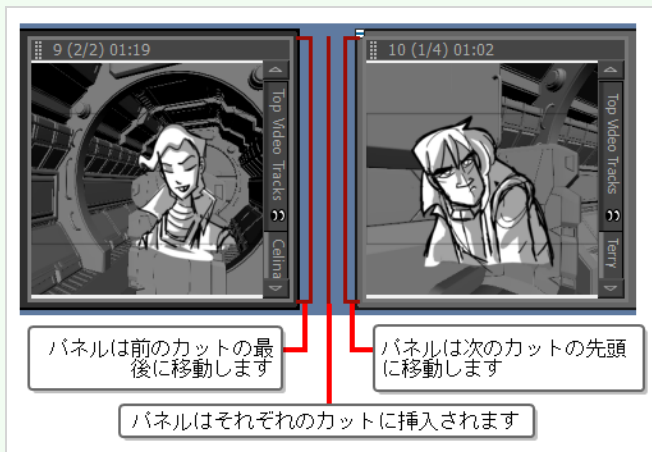 9 (2/2) 01:19
Top Video Tracks
Celina
10 (1/4) 01:02
Top Video Tracks
Terry
パネルは前のカットの最
後に移動します
パネルは次のカットの先頭
に移動します
パネルはそれぞれのカットに挿入されます